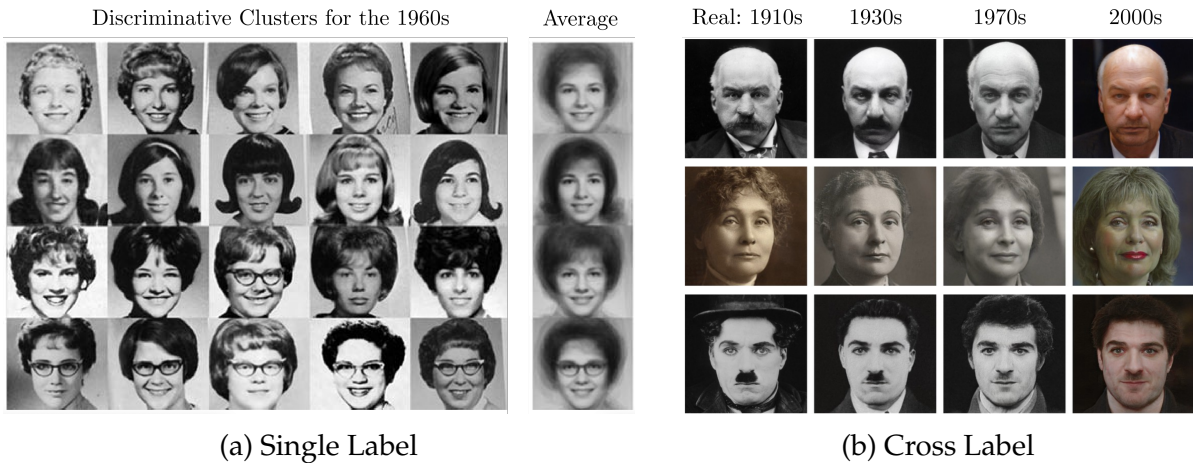 Discriminative Clusters for the 1960s
Average
Real: 1910s
1930s
1970s
2000s
(a) Single Label
(b) Cross Label